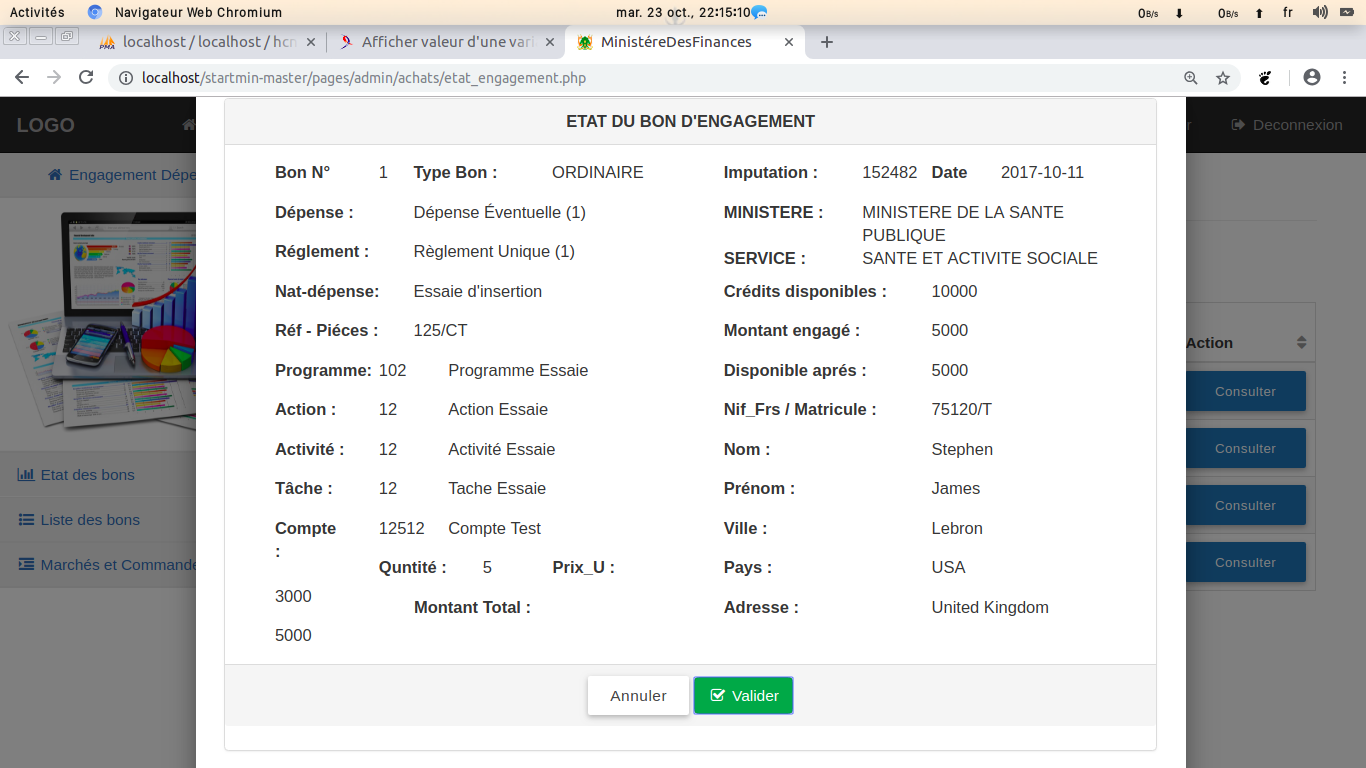 Activités Navigateur Web Chromium mar. 23 oct., 22:15:10 0B/s 0B/s fr
PMA localhost / localhost / hcm Afficher valeur d'une vari MinistéreDesFinances
localhost/startmin-master/pages/admin/achats/etat_engagement.php
LOGO r Deconnexion
Engagement Dépe
Etat des bons
Liste des bons
Marchés et Commande
ETAT DU BON D'ENGAGEMENT
Bon N° 1 Type Bon : ORDINAIRE Imputation : 152482 Date 2017-10-11
Dépense : Dépense Éventuelle (1) MINISTERE : MINISTERE DE LA SANTE
PUBLIQUE
Réglement : Règlement Unique (1)
SERVICE : SANTE ET ACTIVITE SOCIALE
Nat-dépense: Essaie d'insertion Crédits disponibles : 10000
Réf - Piéces : 125/CT Montant engagé : 5000
Programme: 102 Programme Essaie Disponible aprés : 5000
Action : 12 Action Essaie Nif_Frs / Matricule : 75120/T
Activité : 12 Activité Essaie Nom : Stephen
Tâche : 12 Tache Essaie Prénom : James
Compte 12512 Compte Test Ville : Lebron
:
Quntité : 5 Prix_U : Pays : USA
3000
Montant Total : Adresse : United Kingdom
5000
Annuler Valider
Action
Consulter
Consulter
Consulter
Consulter